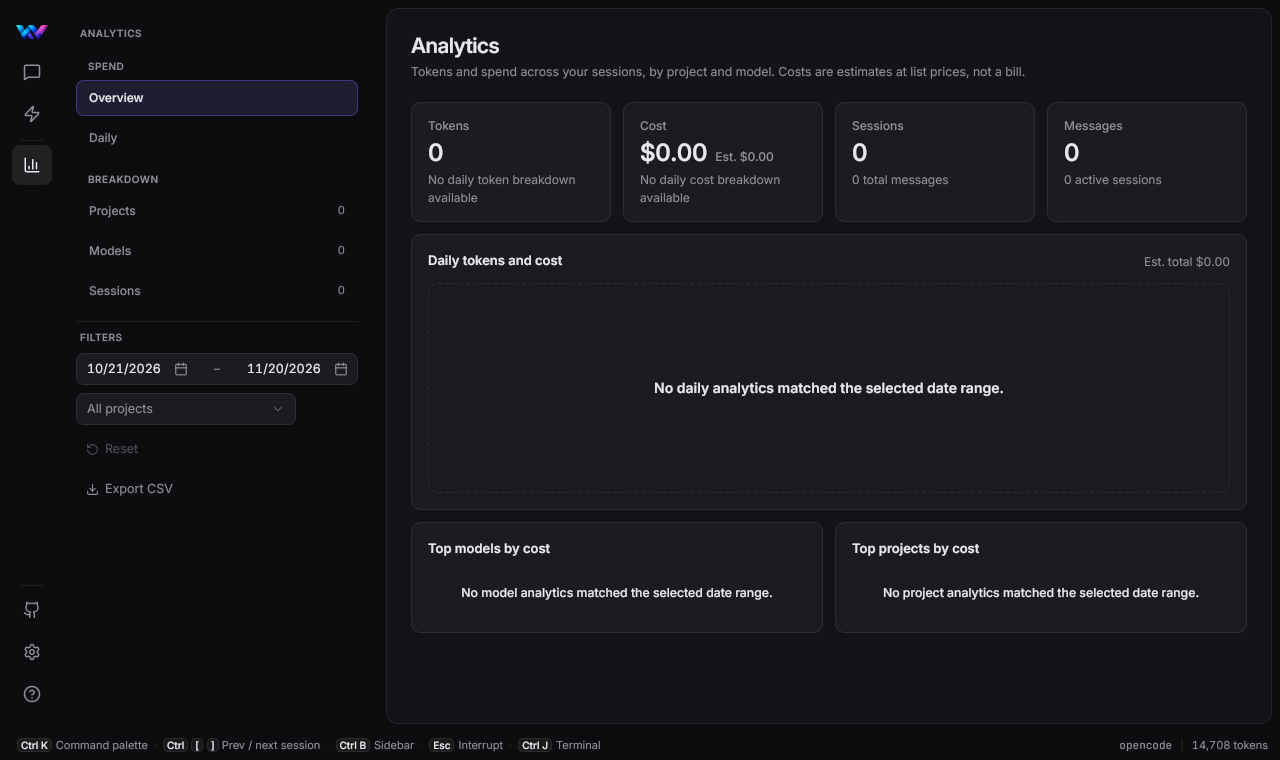 ANALYTICS
SPEND
Overview
Daily
BREAKDOWN
Projects 0
Models 0
Sessions 0
FILTERS
10/21/2026 – 11/20/2026
All projects
Reset
Export CSV
Analytics
Tokens and spend across your sessions, by project and model. Costs are estimates at list prices, not a bill.
Tokens
0
No daily token breakdown
available
Cost
$0.00 Est. $0.00
No daily cost breakdown
available
Sessions
0
0 total messages
Messages
0
0 active sessions
Daily tokens and cost
Est. total $0.00
No daily analytics matched the selected date range.
Top models by cost
No model analytics matched the selected date range.
Top projects by cost
No project analytics matched the selected date range.
Ctrl K Command palette · Ctrl [ ] Prev / next session · Ctrl B Sidebar · Esc Interrupt · Ctrl J Terminal
opencode 14,708 tokens